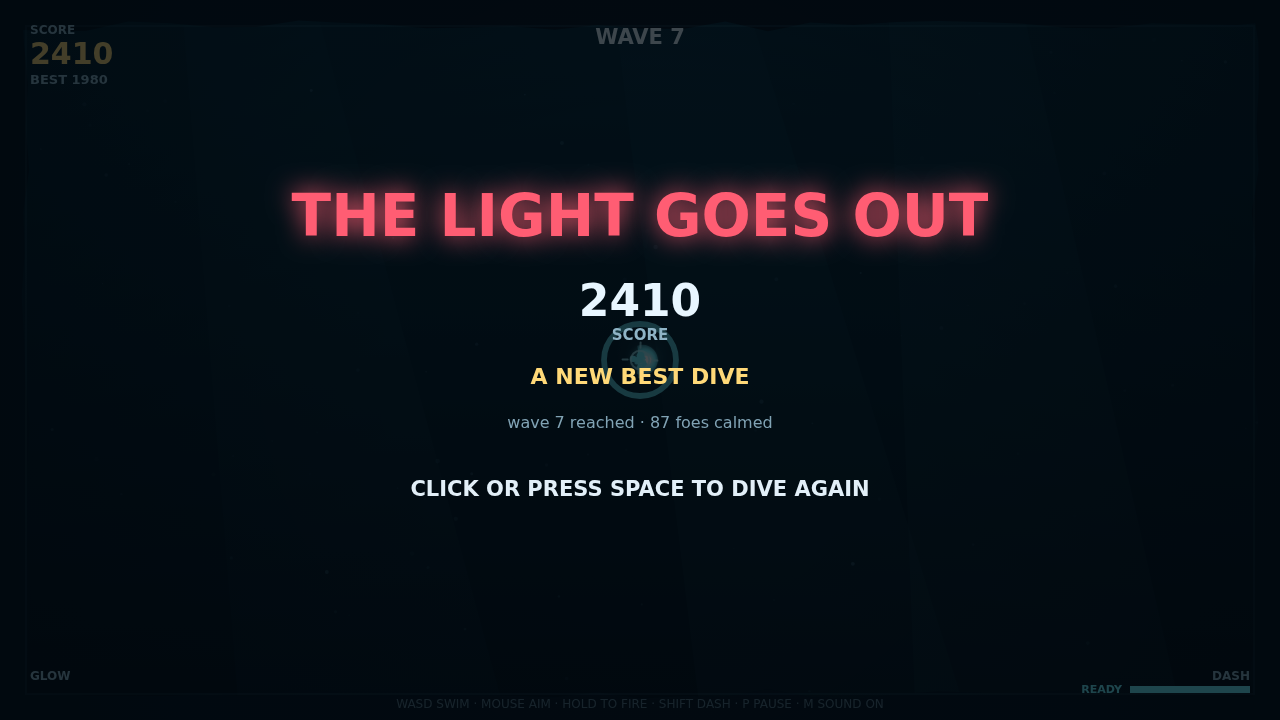 SCORE
2410
BEST 1980
WAVE 7
THE LIGHT GOES OUT
2410
SCORE
A NEW BEST DIVE
wave 7 reached · 87 foes calmed
CLICK OR PRESS SPACE TO DIVE AGAIN
GLOW
DASH
READY
WASD SWIM · MOUSE AIM · HOLD TO FIRE · SHIFT DASH · P PAUSE · M SOUND ON